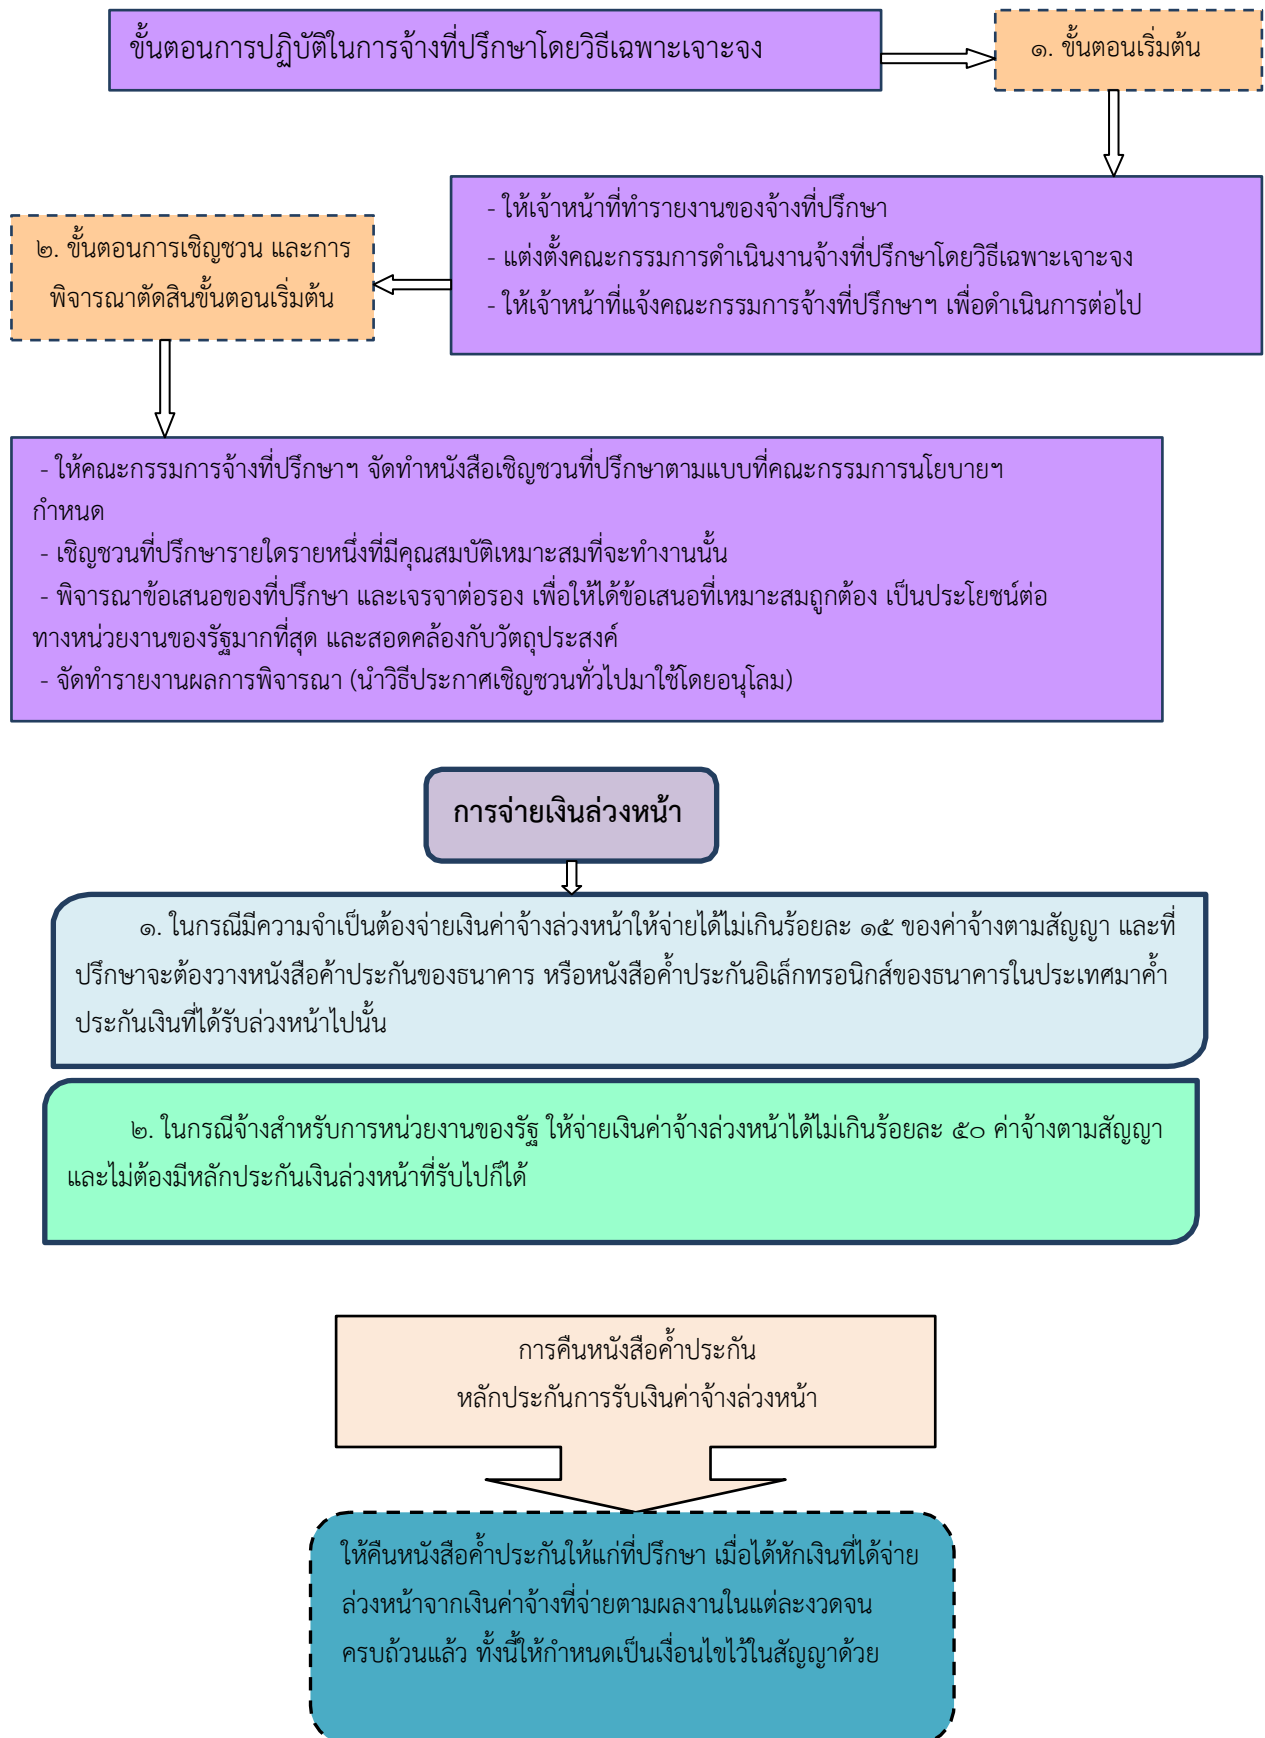 ขั้นตอนการปฏิบัติในการจ้างที่ปรึกษาโดยวิธีเฉพาะเจาะจง
๑. ขั้นตอนเริ่มต้น
- ให้เจ้าหน้าที่ทำรายงานของจ้างที่ปรึกษา
- แต่งตั้งคณะกรรมการดำเนินงานจ้างที่ปรึกษาโดยวิธีเฉพาะเจาะจง
- ให้เจ้าหน้าที่แจ้งคณะกรรมการจ้างที่ปรึกษาฯ เพื่อดำเนินการต่อไป
๒. ขั้นตอนการเชิญชวน และการ
พิจารณาตัดสินขั้นตอนเริ่มต้น
- ให้คณะกรรมการจ้างที่ปรึกษาฯ จัดทำหนังสือเชิญชวนที่ปรึกษาตามแบบที่คณะกรรมการนโยบายฯ
กำหนด
- เชิญชวนที่ปรึกษารายใดรายหนึ่งที่มีคุณสมบัติเหมาะสมที่จะทำงานนั้น
- พิจารณาข้อเสนอของที่ปรึกษา และเจรจาต่อรอง เพื่อให้ได้ข้อเสนอที่เหมาะสมถูกต้อง เป็นประโยชน์ต่อ
ทางหน่วยงานของรัฐมากที่สุด และสอดคล้องกับวัตถุประสงค์
- จัดทำรายงานผลการพิจารณา (นำวิธีประกาศเชิญชวนทั่วไปมาใช้โดยอนุโลม)
การจ่ายเงินล่วงหน้า
๑. ในกรณีมีความจำเป็นต้องจ่ายเงินค่าจ้างล่วงหน้าให้จ่ายได้ไม่เกินร้อยละ ๑๕ ของค่าจ้างตามสัญญา และที่
ปรึกษาจะต้องวางหนังสือค้าประกันของธนาคาร หรือหนังสือค้ำประกันอิเล็กทรอนิกส์ของธนาคารในประเทศมาค้ำ
ประกันเงินที่ได้รับล่วงหน้าไปนั้น
๒. ในกรณีจ้างสำหรับการหน่วยงานของรัฐ ให้จ่ายเงินค่าจ้างล่วงหน้าได้ไม่เกินร้อยละ ๕๐ ค่าจ้างตามสัญญา
และไม่ต้องมีหลักประกันเงินล่วงหน้าที่รับไปก็ได้
การคืนหนังสือค้ำประกัน
หลักประกันการรับเงินค่าจ้างล่วงหน้า
ให้คืนหนังสือค้ำประกันให้แก่ที่ปรึกษา เมื่อได้หักเงินที่ได้จ่าย
ล่วงหน้าจากเงินค่าจ้างที่จ่ายตามผลงานในแต่ละงวดจน
ครบถ้วนแล้ว ทั้งนี้ให้กำหนดเป็นเงื่อนไขไว้ในสัญญาด้วย